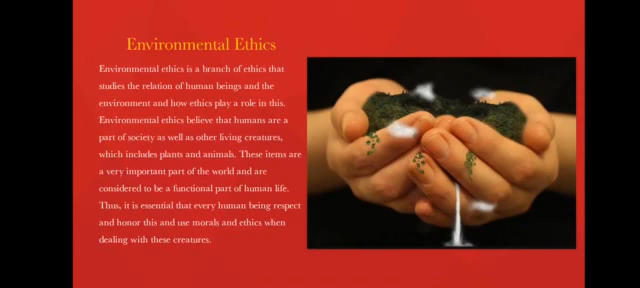 Environmental Ethics
Environmental ethics is a branch of ethics that
studies the relation of human beings and the
environment and how ethics play a role in this.
Environmental ethics believe that humans are a
part of society as well as other living creatures,
which includes plants and animals. These items are
a very important part of the world and are
considered to be a functional part of human life.
Thus, it is essential that every human being respect
and honor this and use morals and ethics when
dealing with these creatures.